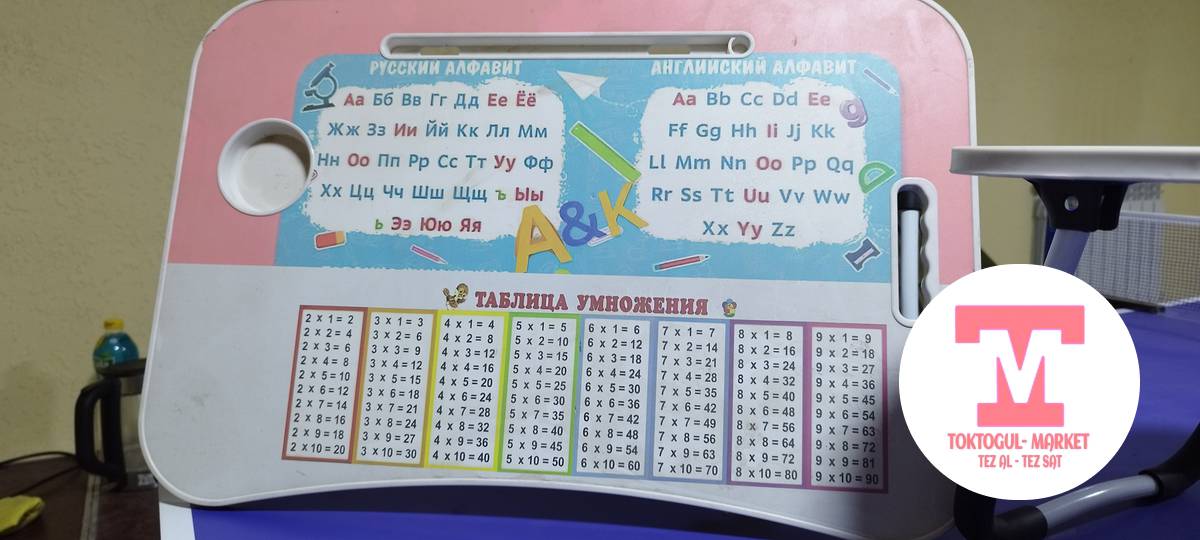 РУССКИЙ АЛФАВИТ
Аа Бб Вв Гг Дд Ее Ёё
Жж Зз Ии Йй Кк Лл Мм
Нн Оо Пп Рр Сс Тт Уу Фф
Хх Цц Чч Шш Щщ ъ Ыы
ь Ээ Юю Яя
АНГЛИЙСКИЙ АЛФАВИТ
Aa Bb Cc Dd Ee
Ff Gg Hh Ii Jj Kk
Ll Mm Nn Oo Pp Qq
Rr Ss Tt Uu Vv Ww
Xx Yy Zz
A&K
ТАБЛИЦА УМНОЖЕНИЯ
2 x 1 = 2
2 x 2 = 4
2 x 3 = 6
2 x 4 = 8
2 x 5 = 10
2 x 6 = 12
2 x 7 = 14
2 x 8 = 16
2 x 9 = 18
2 x 10 = 20
3 x 1 = 3
3 x 2 = 6
3 x 3 = 9
3 x 4 = 12
3 x 5 = 15
3 x 6 = 18
3 x 7 = 21
3 x 8 = 24
3 x 9 = 27
3 x 10 = 30
4 x 1 = 4
4 x 2 = 8
4 x 3 = 12
4 x 4 = 16
4 x 5 = 20
4 x 6 = 24
4 x 7 = 28
4 x 8 = 32
4 x 9 = 36
4 x 10 = 40
5 x 1 = 5
5 x 2 = 10
5 x 3 = 15
5 x 4 = 20
5 x 5 = 25
5 x 6 = 30
5 x 7 = 35
5 x 8 = 40
5 x 9 = 45
5 x 10 = 50
6 x 1 = 6
6 x 2 = 12
6 x 3 = 18
6 x 4 = 24
6 x 5 = 30
6 x 6 = 36
6 x 7 = 42
6 x 8 = 48
6 x 9 = 54
6 x 10 = 60
7 x 1 = 7
7 x 2 = 14
7 x 3 = 21
7 x 4 = 28
7 x 5 = 35
7 x 6 = 42
7 x 7 = 49
7 x 8 = 56
7 x 9 = 63
7 x 10 = 70
8 x 1 = 8
8 x 2 = 16
8 x 3 = 24
8 x 4 = 32
8 x 5 = 40
8 x 6 = 48
8 x 7 = 56
8 x 8 = 64
8 x 9 = 72
8 x 10 = 80
9 x 1 = 9
9 x 2 = 18
9 x 3 = 27
9 x 4 = 36
9 x 5 = 45
9 x 6 = 54
9 x 7 = 63
9 x 8 = 72
9 x 9 = 81
9 x 10 = 90
TM
TOKTOGUL- MARKET
TEZ AL - TEZ SAT